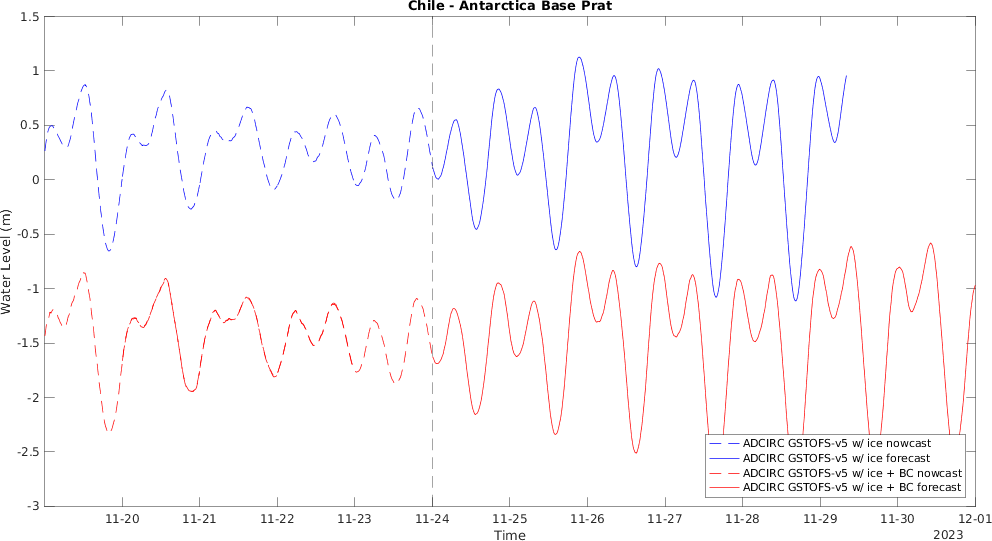 Chile - Antarctica Base Prat
1.5
1
0.5
0
-0.5
-1
-1.5
-2
-2.5
-3
Water Level (m)
ADCIRC GSTOFS-v5 w/ ice nowcast
ADCIRC GSTOFS-v5 w/ ice forecast
ADCIRC GSTOFS-v5 w/ ice + BC nowcast
ADCIRC GSTOFS-v5 w/ ice + BC forecast
11-20 11-21 11-22 11-23 11-24 11-25 11-26 11-27 11-28 11-29 11-30 12-01
Time
2023